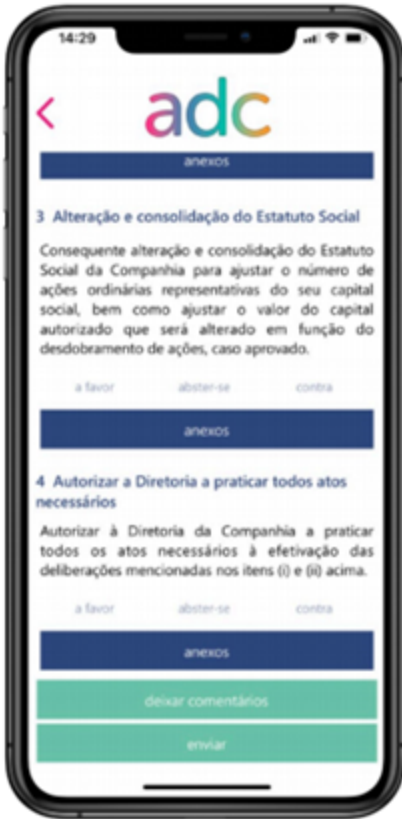 14:29
adc
anexos
3 Alteração e consolidação do Estatuto Social
Consequente alteração e consolidação do Estatuto
Social da Companhia para ajustar o número de
ações ordinárias representativas do seu capital
social, bem como ajustar o valor do capital
autorizado que será alterado em função do
desdobramento de ações, caso aprovado.
a favor abster-se contra
anexos
4 Autorizar a Diretoria a praticar todos atos
necessários
Autorizar à Diretoria da Companhia a praticar
todos os atos necessários à efetivação das
deliberações mencionadas nos itens (i) e (ii) acima.
a favor abster-se contra
anexos
deixar comentários
enviar